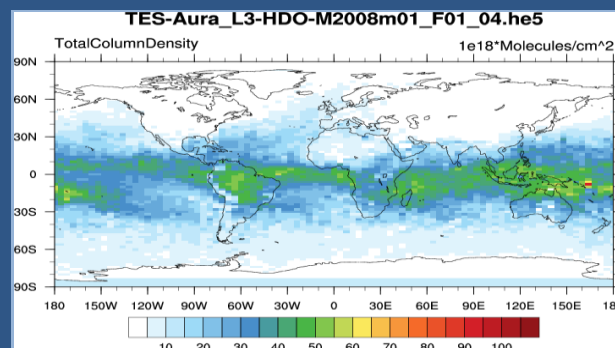 TES-Aura_L3-HDO-M2008m01_F01_04.he5
TotalColumnDensity 1e18*Molecules/cm^2
90N
60N
30N
0
30S
60S
90S
180 150W 120W 90W 60W 30W 0 30E 60E 90E 120E 150E 180
10 20 30 40 50 60 70 80 90 100